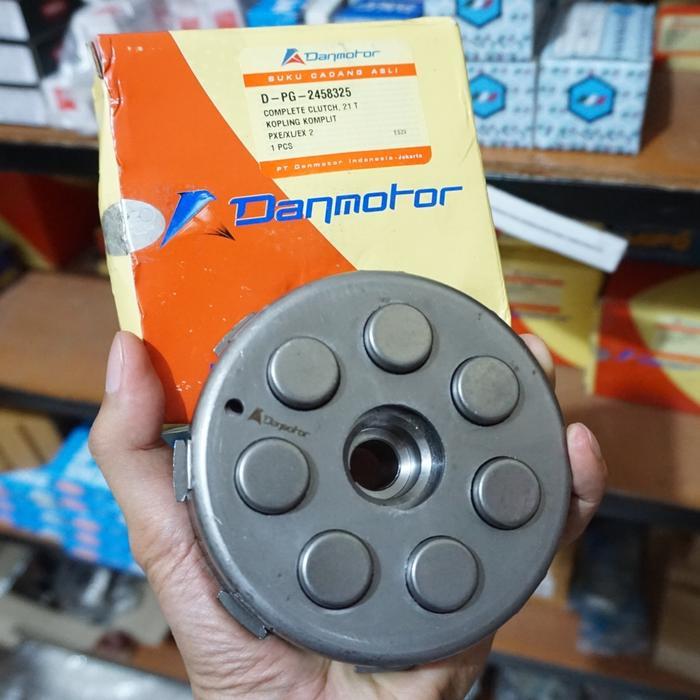 Danmotor
SUKU CADANG ASLI
D-PG-2458325
COMPLETE CLUTCH, 21 T
KOPLING KOMPLIT
PXE/XL/EX 2
1 PCS
PT Danmotor Indonesia - Jakarta
Danmotor
Danmotor